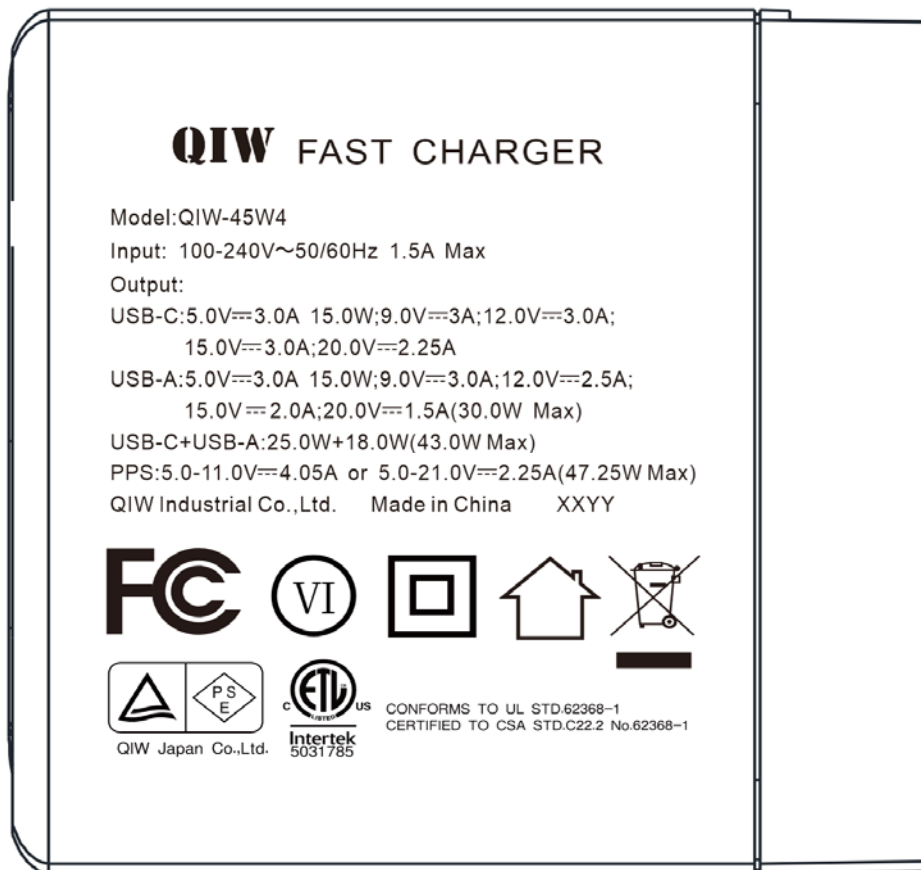 QIW FAST CHARGER
Model:QIW-45W4
Input: 100-240V～50/60Hz 1.5A Max
Output:
USB-C:5.0V⎓3.0A 15.0W;9.0V⎓3A;12.0V⎓3.0A;
15.0V⎓3.0A;20.0V⎓2.25A
USB-A:5.0V⎓3.0A 15.0W;9.0V⎓3.0A;12.0V⎓2.5A;
15.0V⎓2.0A;20.0V⎓1.5A(30.0W Max)
USB-C+USB-A:25.0W+18.0W(43.0W Max)
PPS:5.0-11.0V⎓4.05A or 5.0-21.0V⎓2.25A(47.25W Max)
QIW Industrial Co.,Ltd. Made in China XXYY
FC VI
PS
E
QIW Japan Co.,Ltd.
C ETL US
LISTED
Intertek
5031785
CONFORMS TO UL STD.62368-1
CERTIFIED TO CSA STD.C22.2 No.62368-1